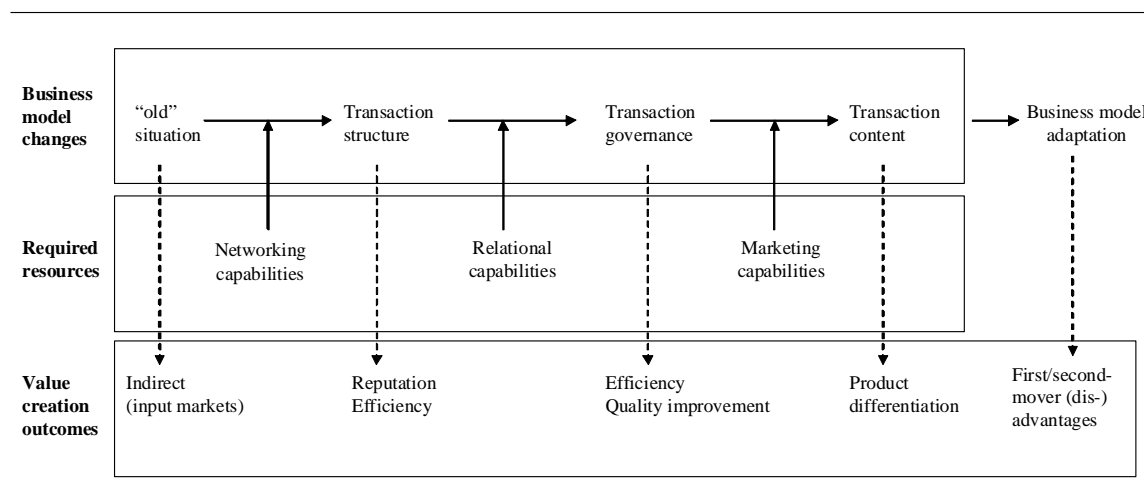 Business
model
changes
“old”
situation
Transaction
structure
Transaction
governance
Transaction
content
Business model
adaptation
Required
resources
Networking
capabilities
Relational
capabilities
Marketing
capabilities
Value
creation
outcomes
Indirect
(input markets)
Reputation
Efficiency
Efficiency
Quality improvement
Product
differentiation
First/second-
mover (dis-)
advantages